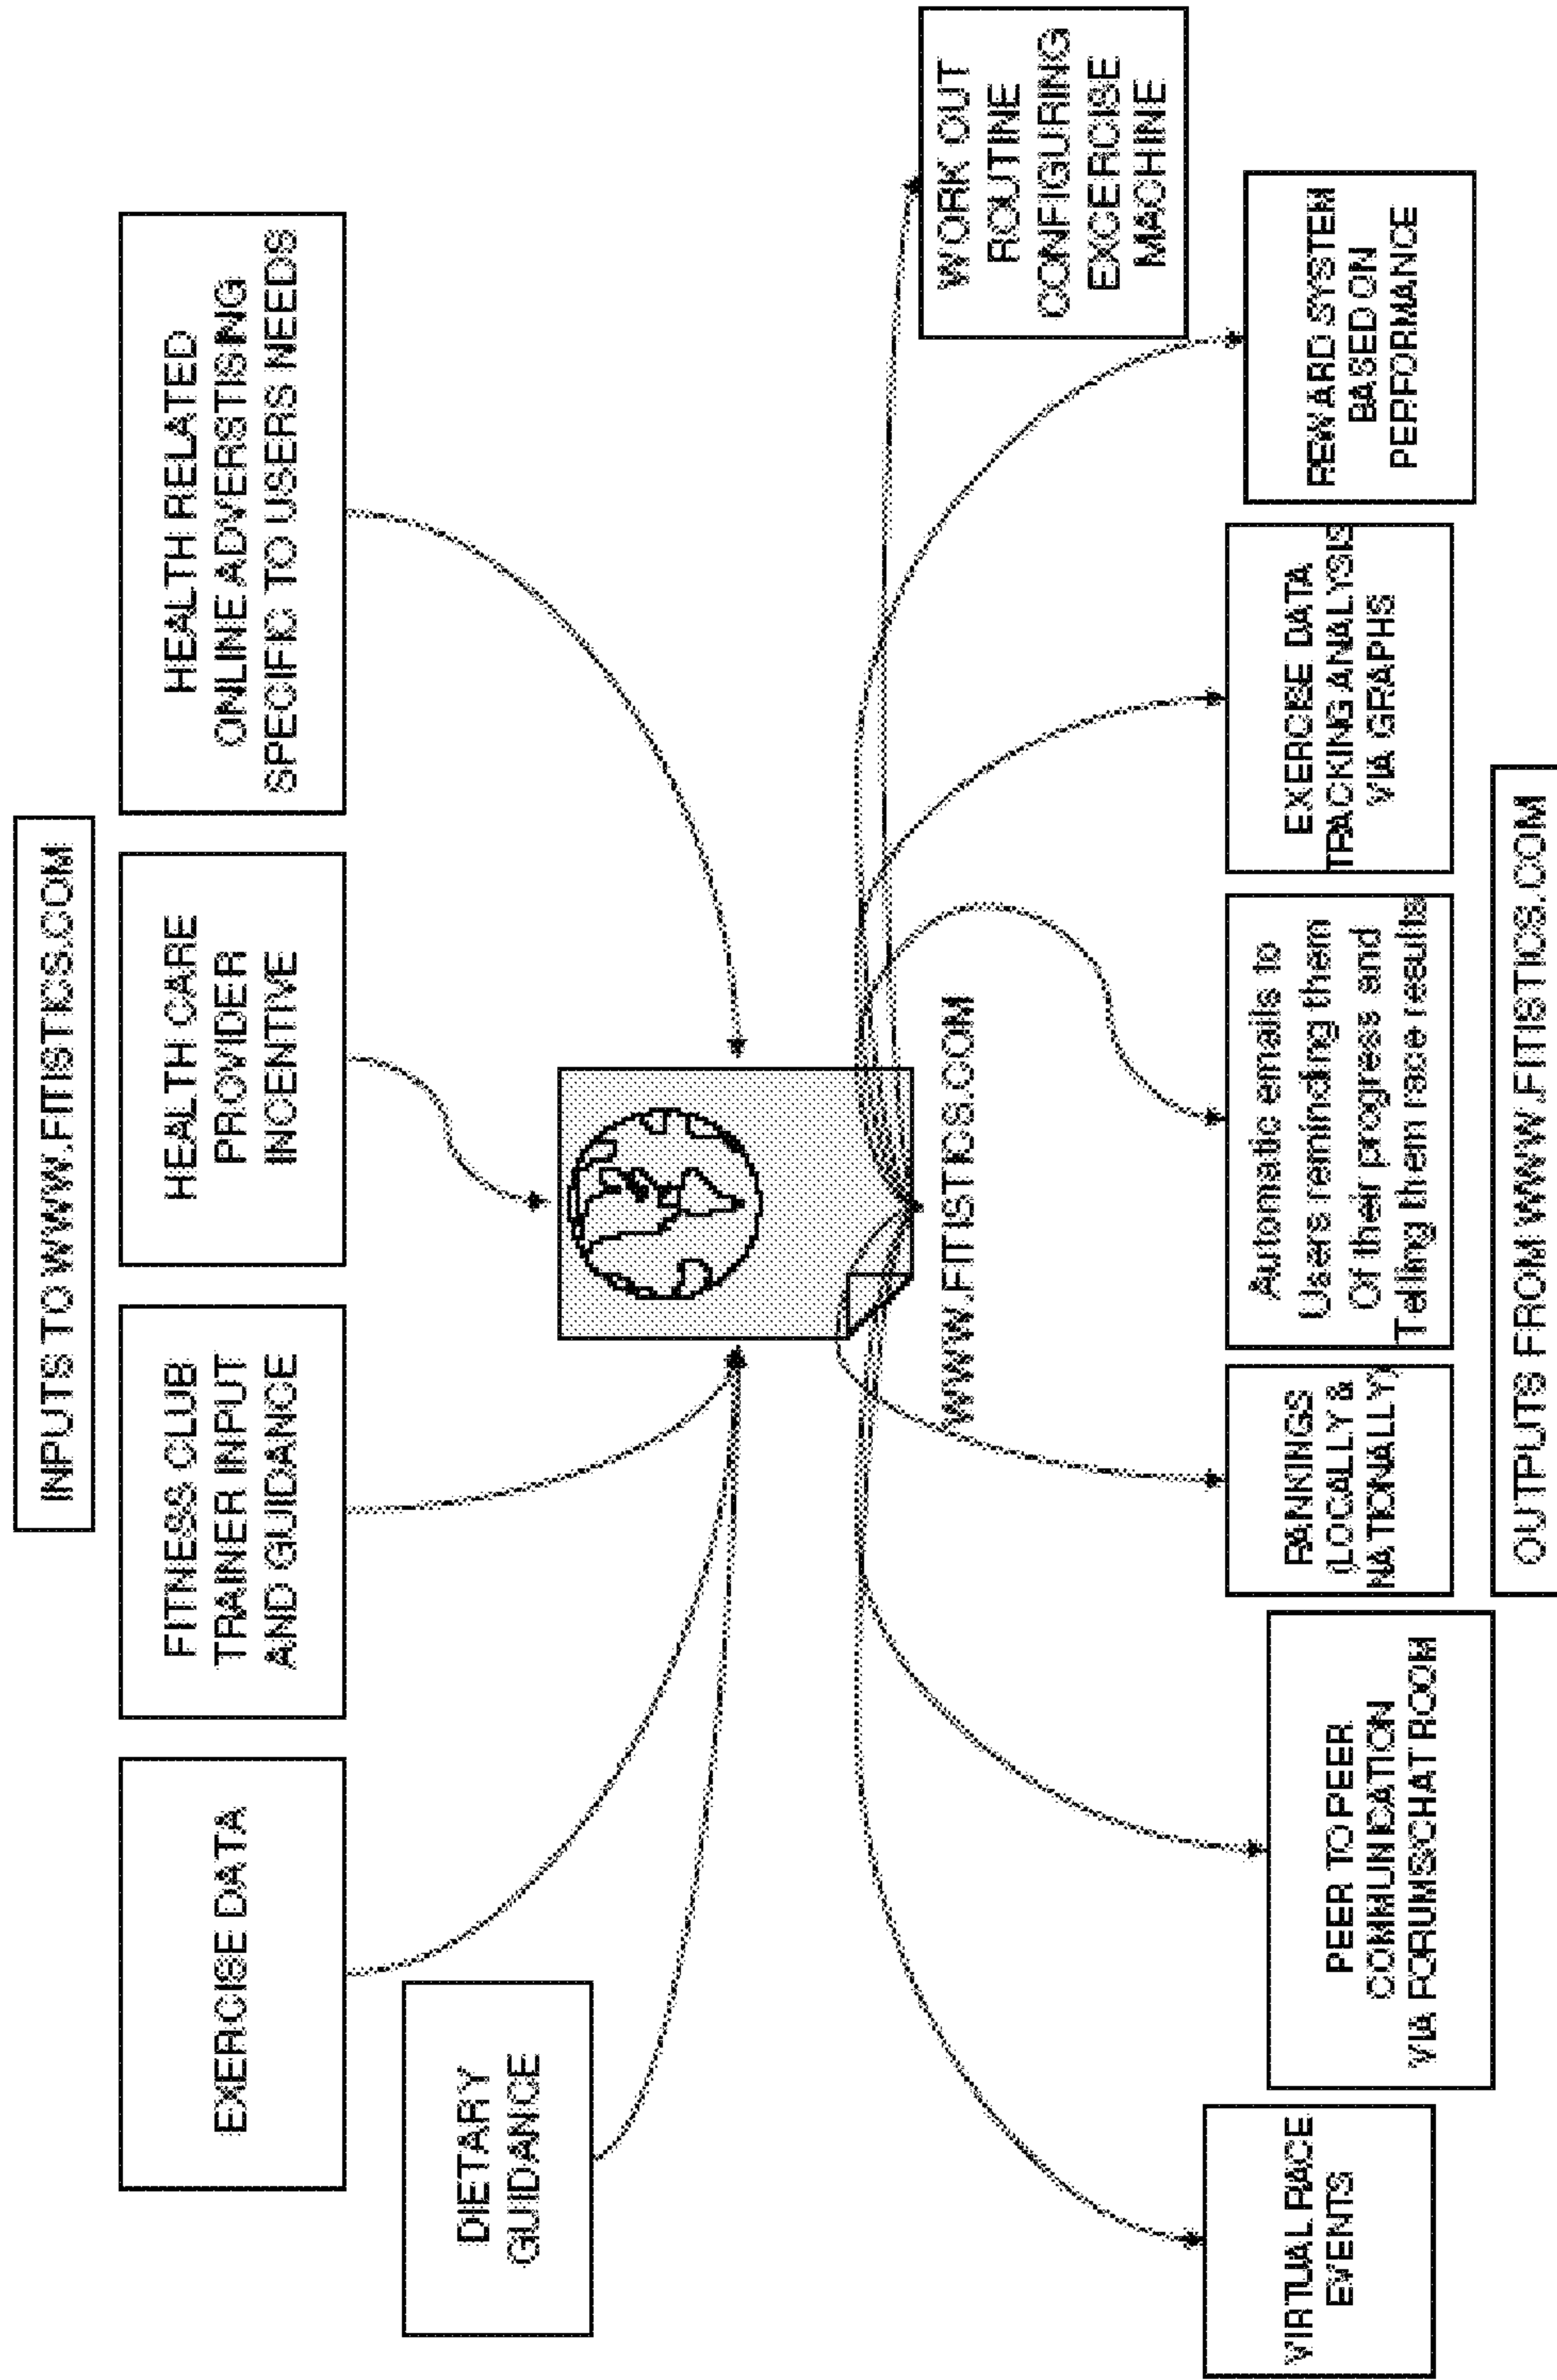 INPUTS TO WWW.FITISTICS.COM
EXERCISE DATA
FITNESS CLUB
TRAINER INPUT
AND GUIDANCE
HEALTH CARE
PROVIDER
INCENTIVE
HEALTH RELATED
ONLINE ADVERSTISING
SPECIFIC TO USERS NEEDS
DIETARY
GUIDANCE
WWW.FITISTICS.COM
WORK OUT
ROUTINE
CONFIGURING
EXCERCISE
MACHINE
VIRTUAL RACE
EVENTS
PEER TO PEER
COMMUNICATION
VIA FORUMS/CHAT ROOM
RANKINGS
(LOCALLY &
NATIONALLY)
Automatic emails to
Users reminding them
Of their progress and
Telling them race results
EXERCISE DATA
TRACKING ANALYSIS
VIA GRAPHS
REWARD SYSTEM
BASED ON
PERFORMANCE
OUTPUTS FROM WWW.FITISTICS.COM